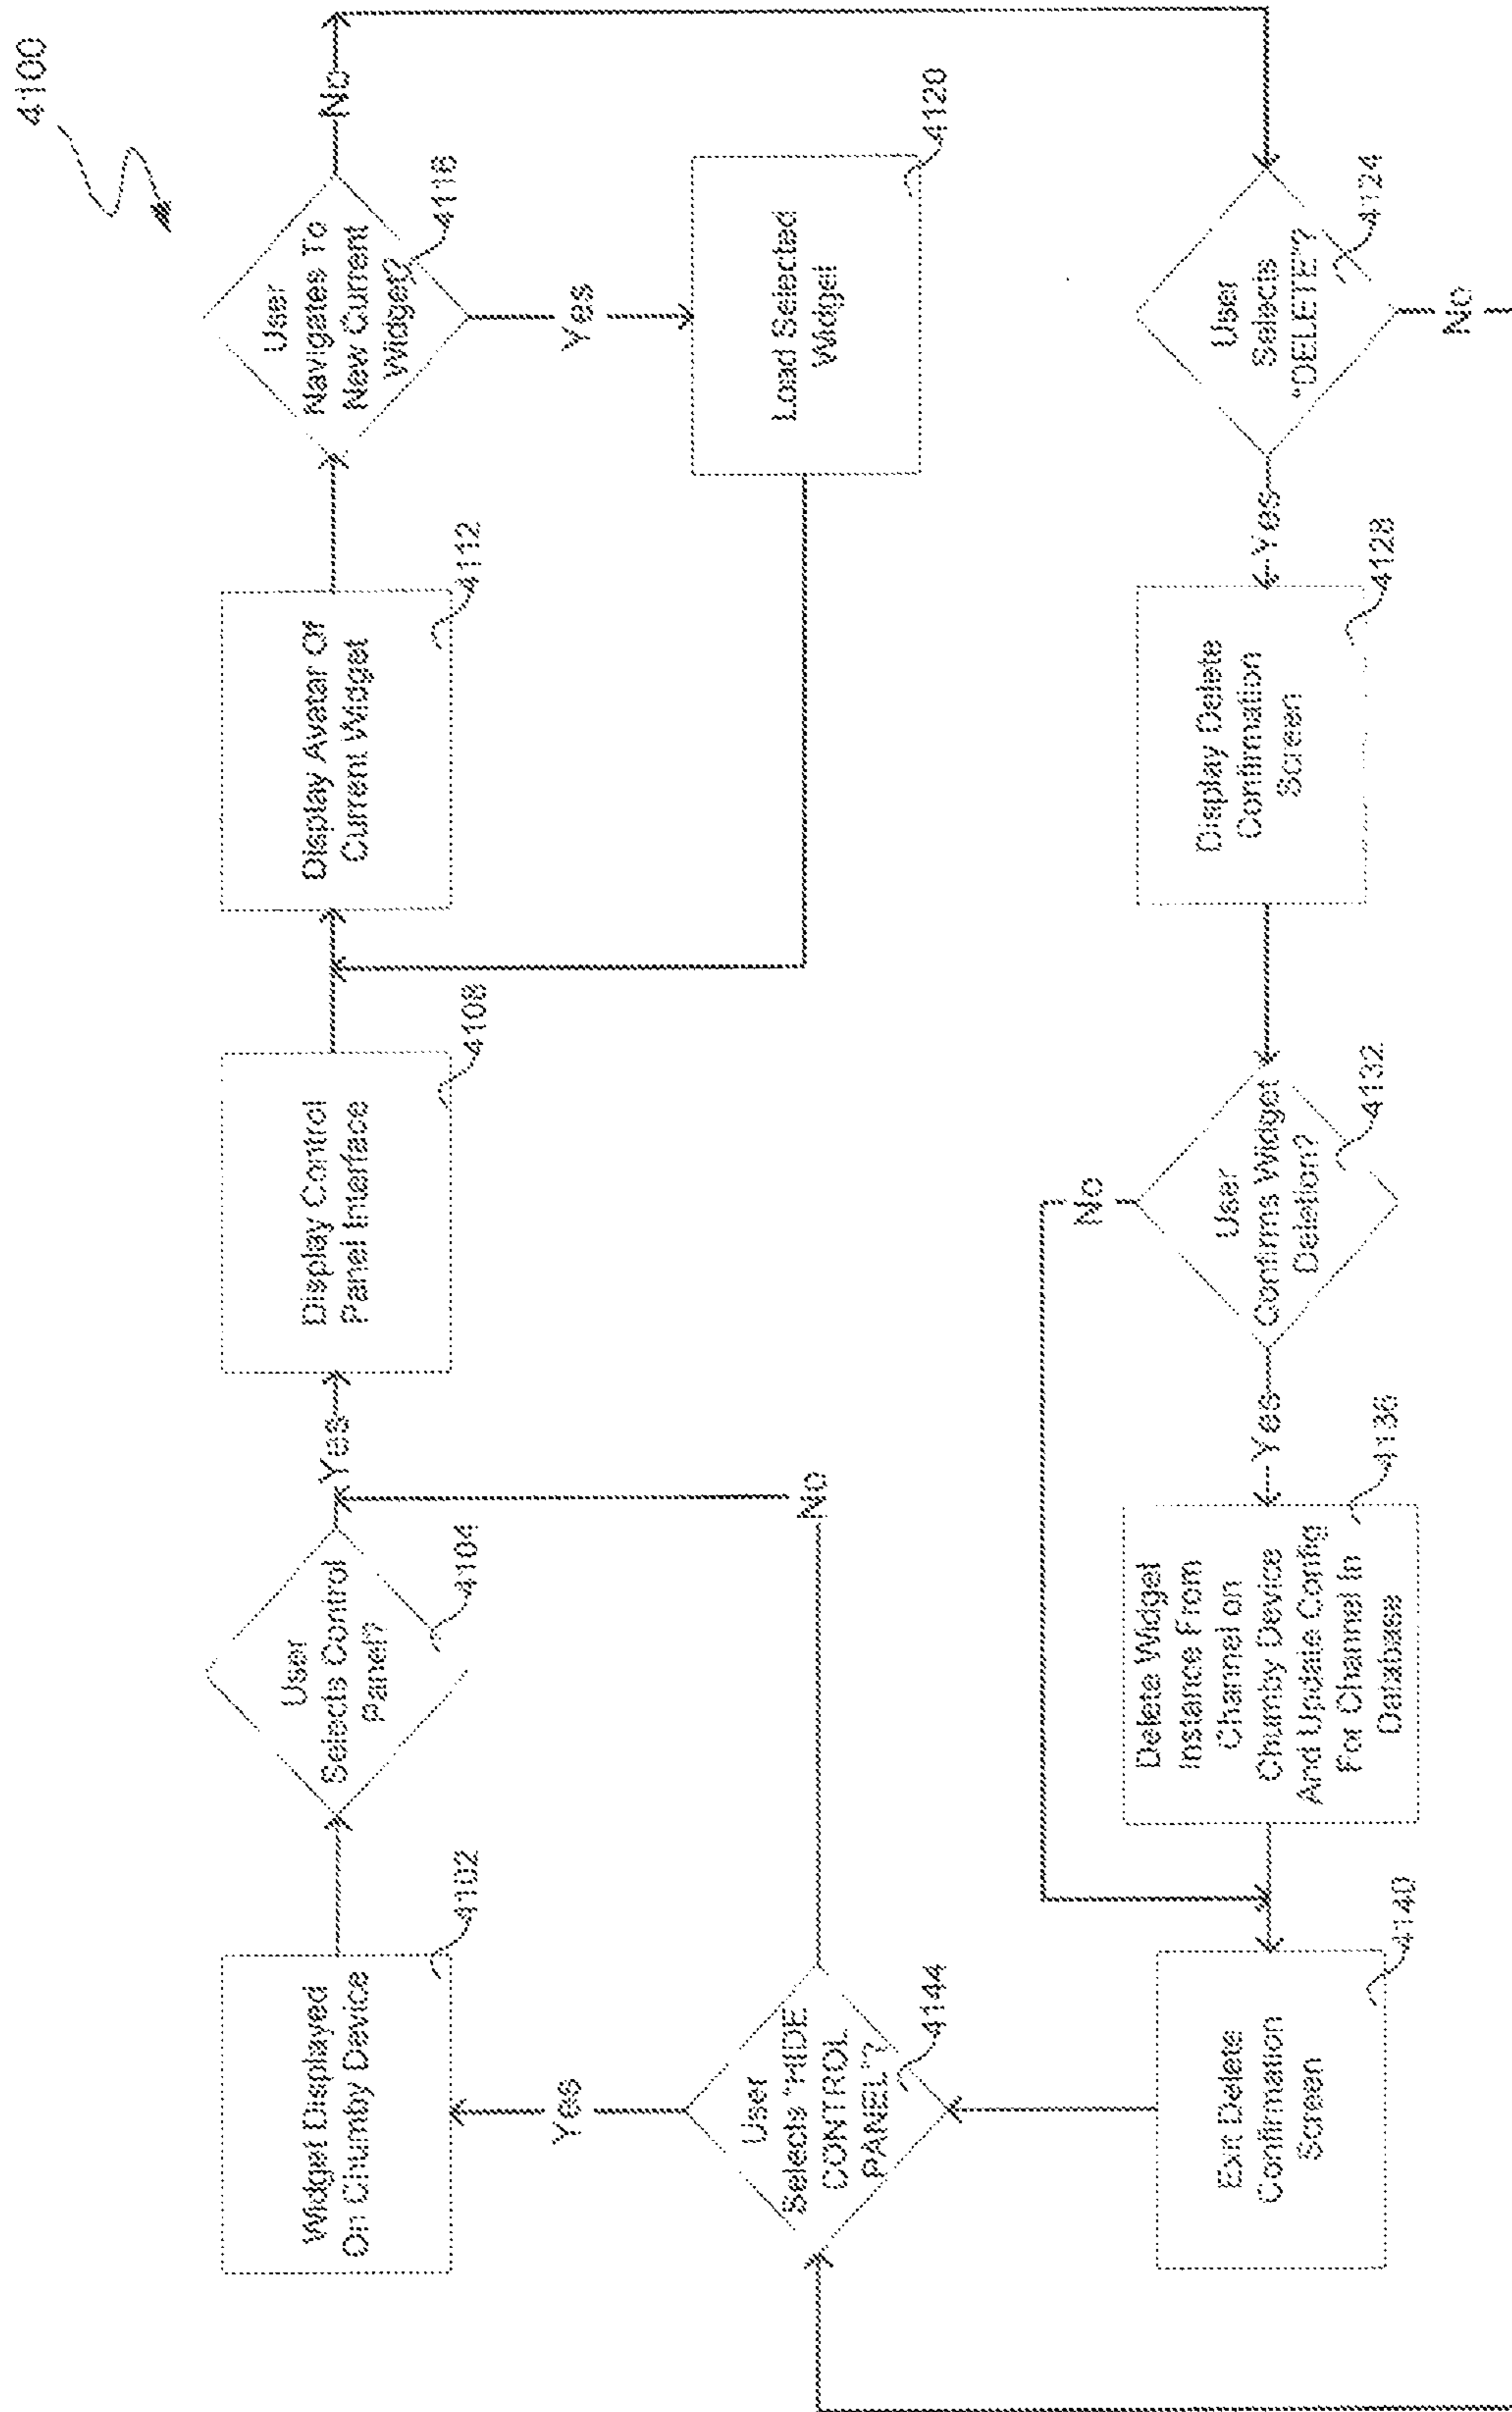 4100
Widget Displayed
On Chumby Device
4102
User
Selects Control
Panel?
4104
Yes
Display Control
Panel Interface
4108
Display Avatar Of
Current Widget
4112
User
Navigates To
New Current
Widget?
4116
No
Yes
Load Selected
Widget
4120
User
Selects "HIDE
CONTROL
PANEL"?
4144
Yes
No
Exit Delete
Confirmation
Screen
4140
Delete Widget
Instance From
Channel on
Chumby Device
And Update Config
For Channel In
Database
4136
Yes
User
Confirms Widget
Deletion?
4132
No
Display Delete
Confirmation
Screen
4128
Yes
User
Selects
"DELETE"?
4124
No